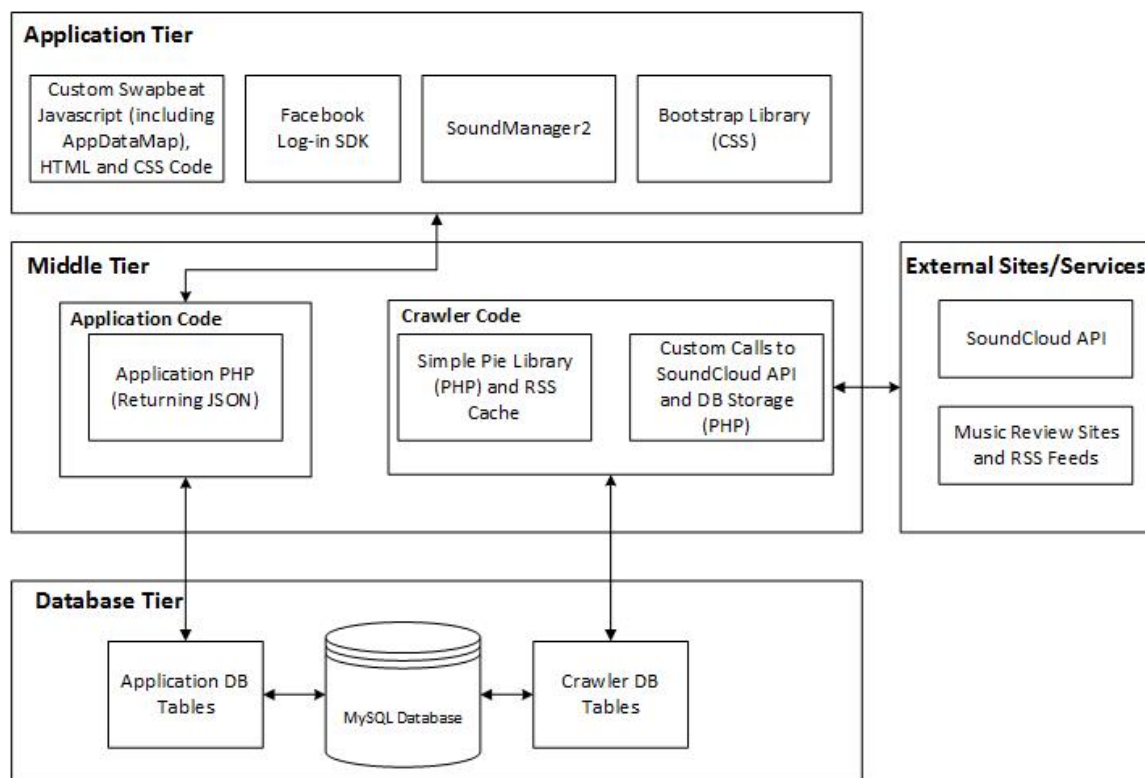 Application Tier
Custom Swapbeat
Javascript (including
AppDataMap),
HTML and CSS Code
Facebook
Log-in SDK
SoundManager2
Bootstrap Library
(CSS)
Middle Tier
Application Code
Application PHP
(Returning JSON)
Crawler Code
Simple Pie Library
(PHP) and RSS
Cache
Custom Calls to
SoundCloud API
and DB Storage
(PHP)
External Sites/Services
SoundCloud API
Music Review Sites
and RSS Feeds
Database Tier
Application DB
Tables
MySQL Database
Crawler DB
Tables